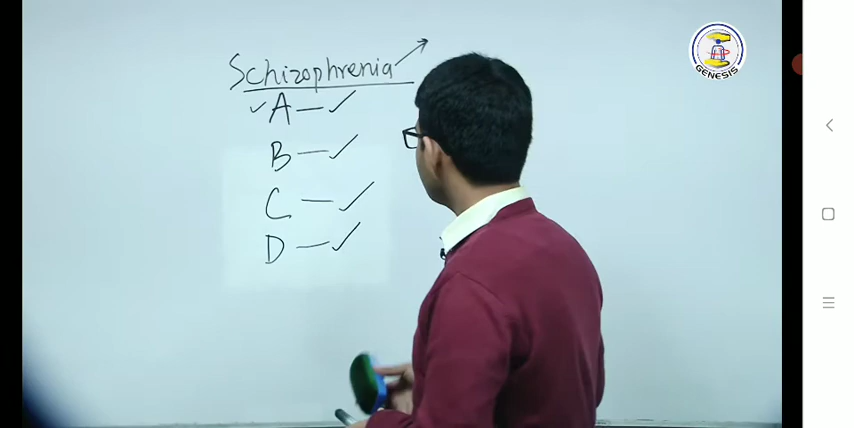 Schizophrenia
A — ✓
B — ✓
C — ✓
D — ✓
GENESIS